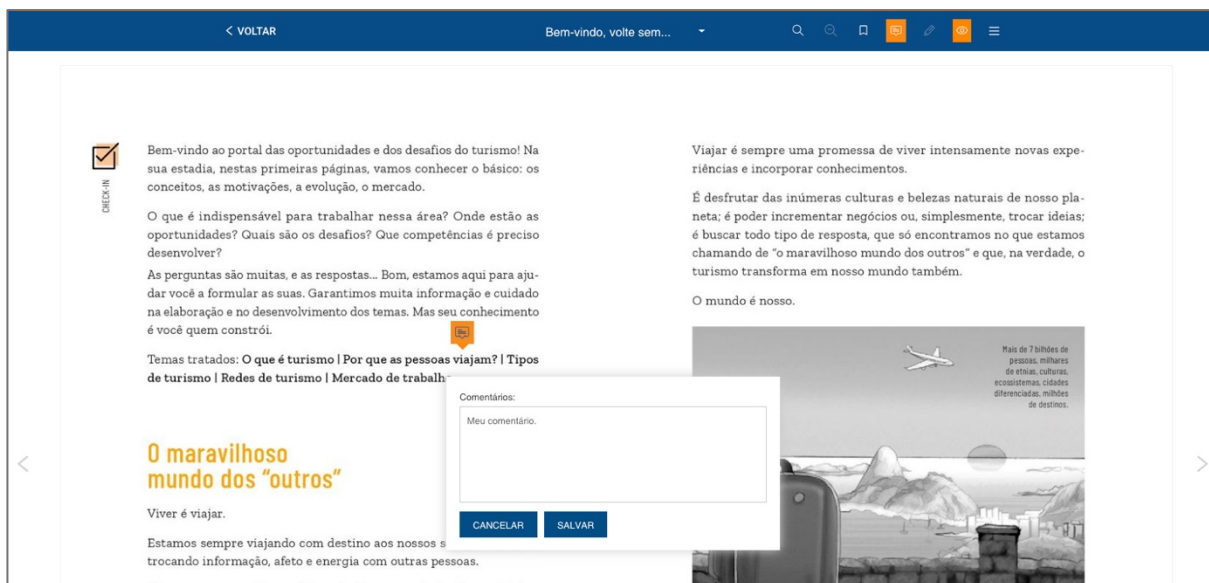 < VOLTAR
Bem-vindo, volte sem...
CHECK-IN
Bem-vindo ao portal das oportunidades e dos desafios do turismo! Na
sua estadia, nestas primeiras páginas, vamos conhecer o básico: os
conceitos, as motivações, a evolução, o mercado.
O que é indispensável para trabalhar nessa área? Onde estão as
oportunidades? Quais são os desafios? Que competências é preciso
desenvolver?
As perguntas são muitas, e as respostas... Bom, estamos aqui para aju-
dar você a formular as suas. Garantimos muita informação e cuidado
na elaboração e no desenvolvimento dos temas. Mas seu conhecimento
é você quem constrói.
Temas tratados: O que é turismo | Por que as pessoas viajam? | Tipos
de turismo | Redes de turismo | Mercado de trabalh
O maravilhoso
mundo dos “outros”
Viver é viajar.
Estamos sempre viajando com destino aos nossos s
trocando informação, afeto e energia com outras pessoas.
Comentários:
Meu comentário.
CANCELAR
SALVAR
Viajar é sempre uma promessa de viver intensamente novas expe-
riências e incorporar conhecimentos.
É desfrutar das inúmeras culturas e belezas naturais de nosso pla-
neta; é poder incrementar negócios ou, simplesmente, trocar ideias;
é buscar todo tipo de resposta, que só encontramos no que estamos
chamando de “o maravilhoso mundo dos outros” e que, na verdade, o
turismo transforma em nosso mundo também.
O mundo é nosso.
Mais de 7 bilhões de
pessoas, milhares
de etnias, culturas,
ecossistemas, cidades
diferenciadas, milhões
de destinos.